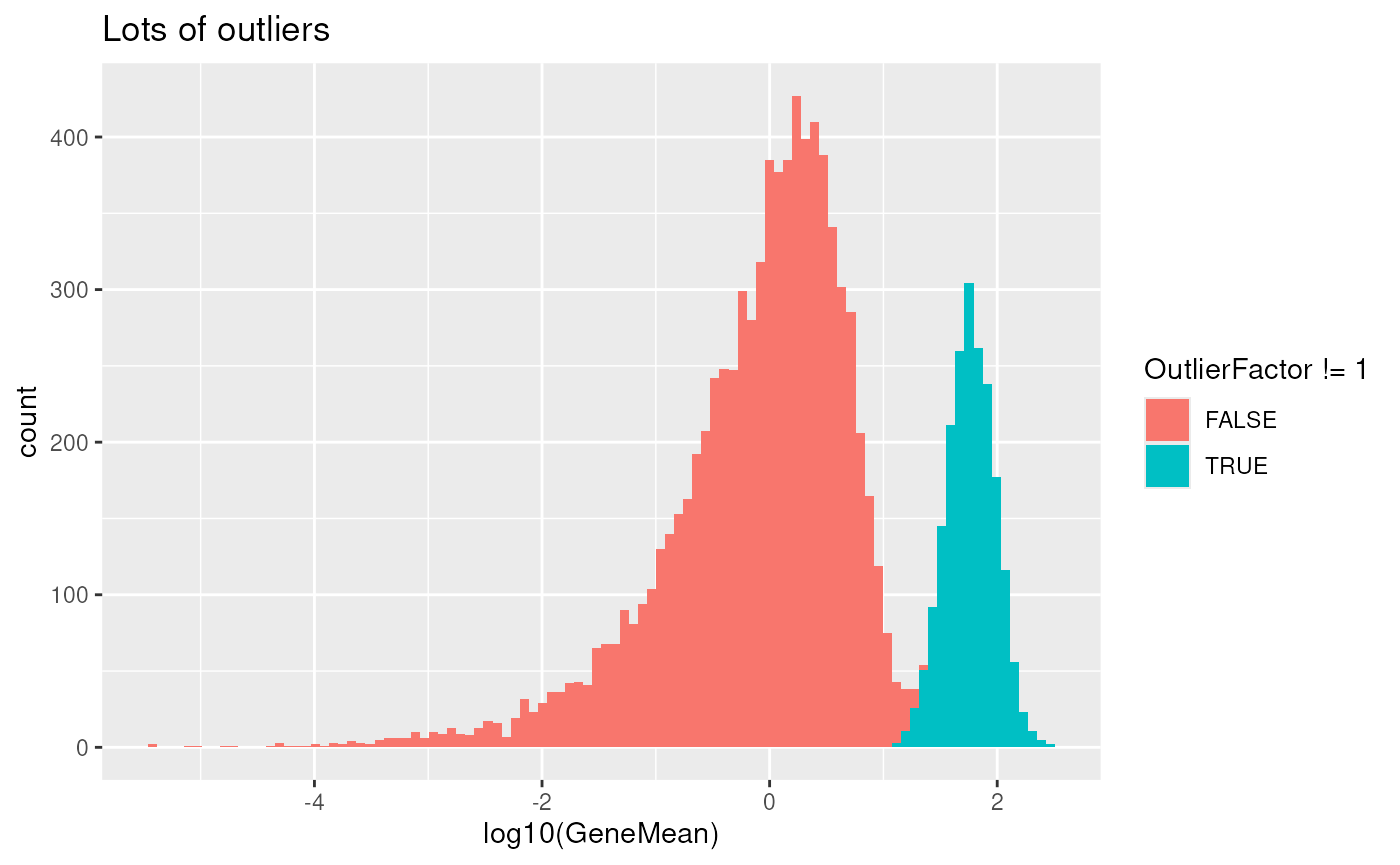 Lots of outliers
400
300
200
100
0
count
-4
-2
0
2
log10(GeneMean)
OutlierFactor != 1
FALSE
TRUE